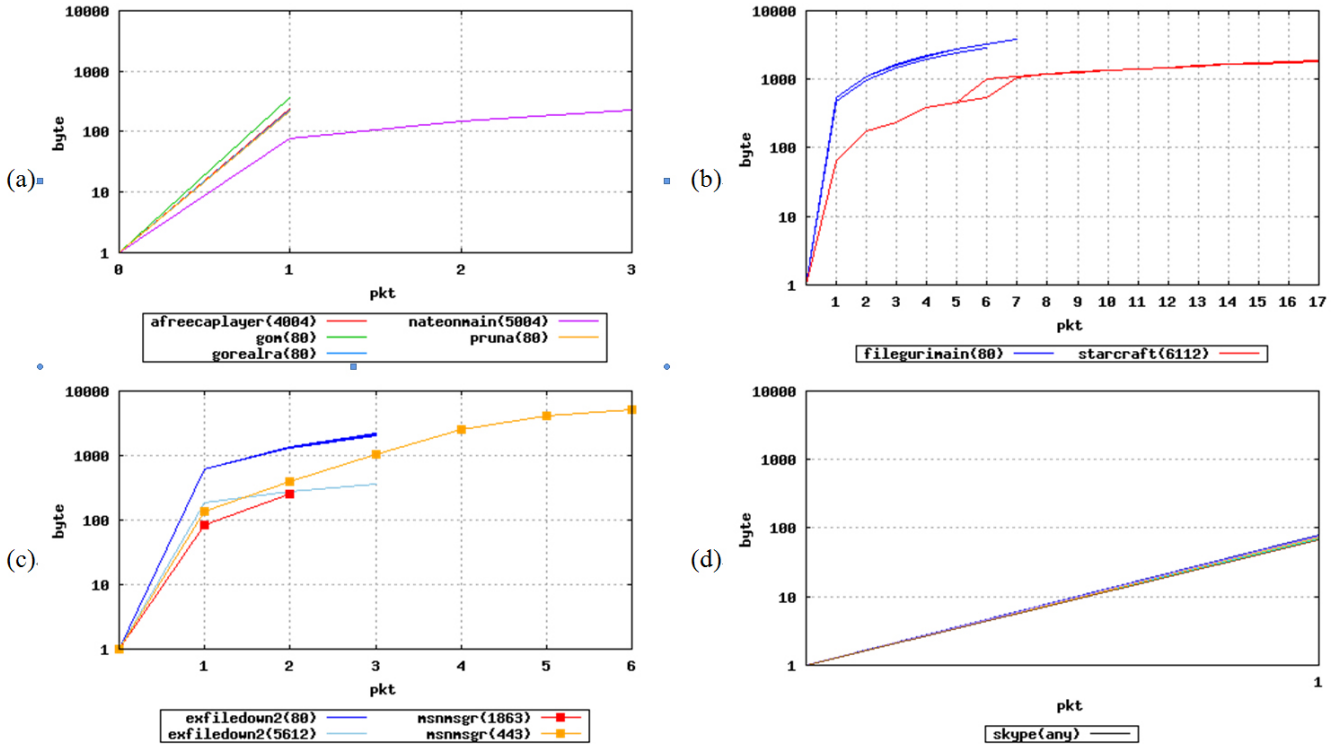 (a)
10000
1000
100
10
1
byte
0 1 2 3
pkt
afreecaplayer(4004) nateonmain(5004)
gom(80) pruna(80)
gorealra(80)
(b)
10000
1000
100
10
1
byte
1 2 3 4 5 6 7 8 9 10 11 12 13 14 15 16 17
pkt
filegurimain(80) starcraft(6112)
(c)
10000
1000
100
10
1
byte
1 2 3 4 5 6
pkt
exfiledown2(80) msnmsgr(1863)
exfiledown2(5612) msnmsgr(443)
(d)
10000
1000
100
10
1
byte
1
pkt
skype(any)